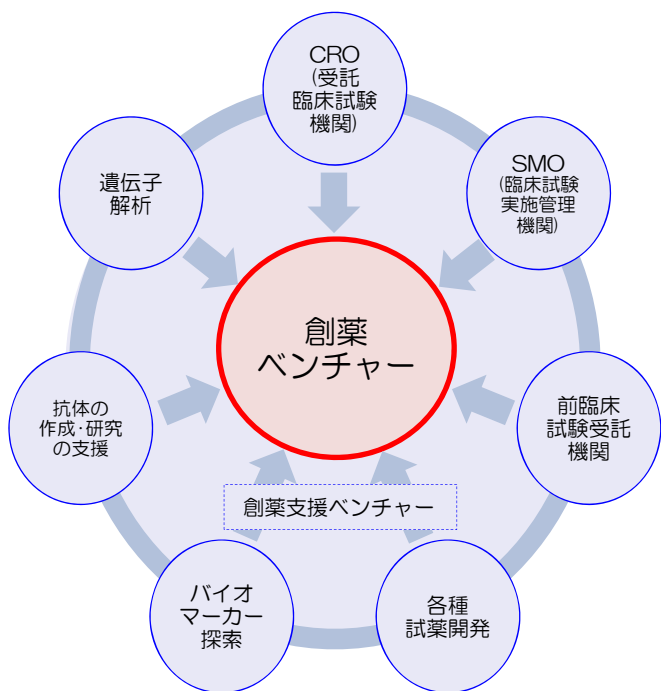 CRO
(受託
臨床試験
機関)
SMO
(臨床試験
実施管理
機関)
遺伝子
解析
創薬
ベンチャー
抗体の
作成・研究
の支援
前臨床
試験受託
機関
創薬支援ベンチャー
バイオ
マーカー
探索
各種
試薬開発